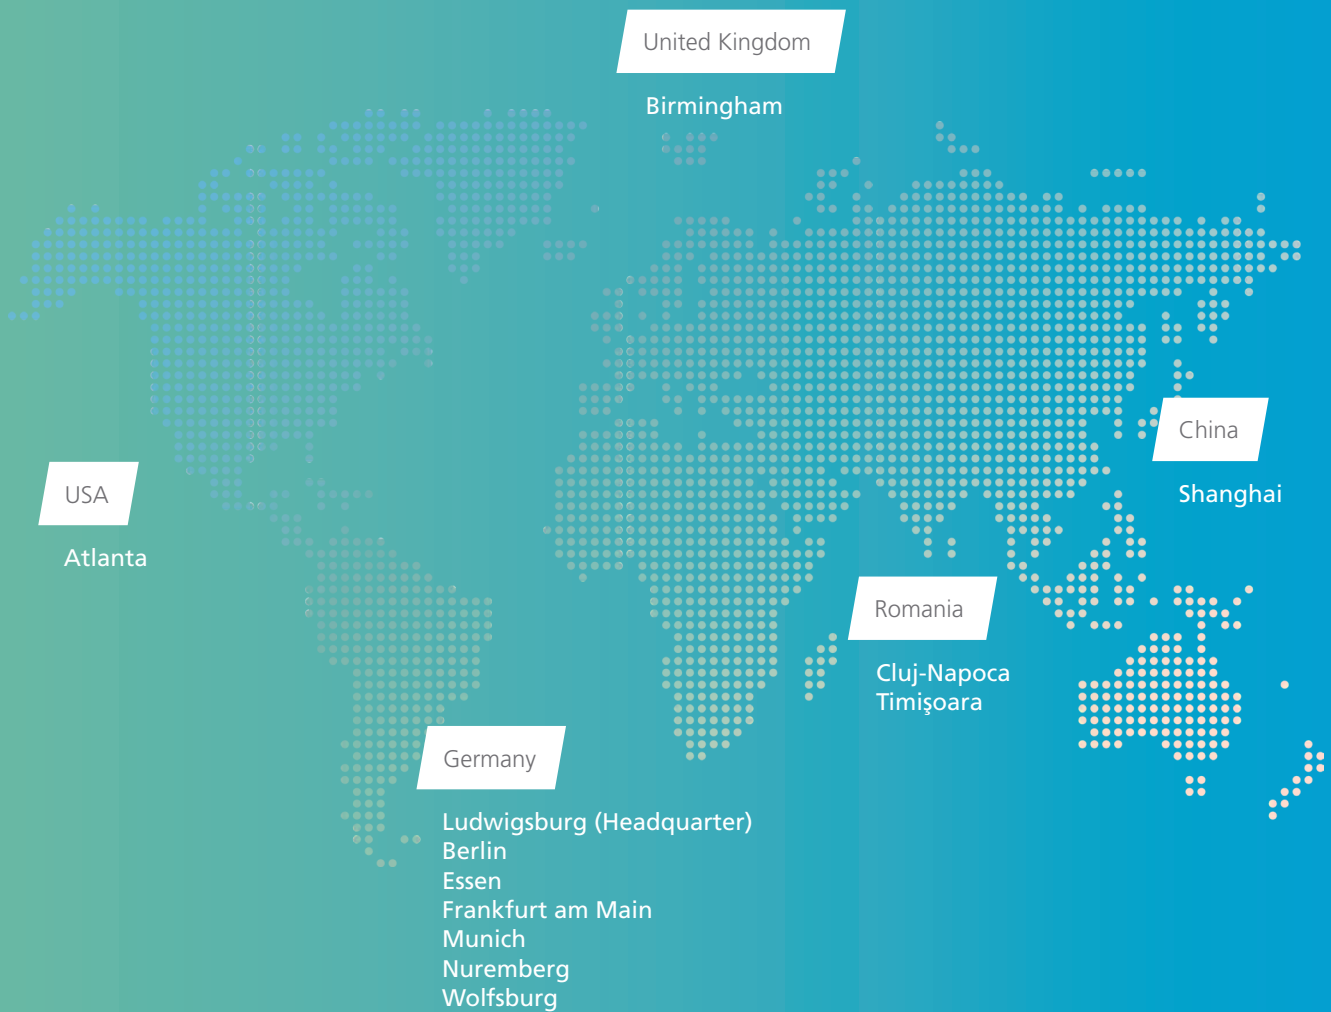 United Kingdom
Birmingham
China
Shanghai
USA
Atlanta
Romania
Cluj-Napoca
Timişoara
Germany
Ludwigsburg (Headquarter)
Berlin
Essen
Frankfurt am Main
Munich
Nuremberg
Wolfsburg